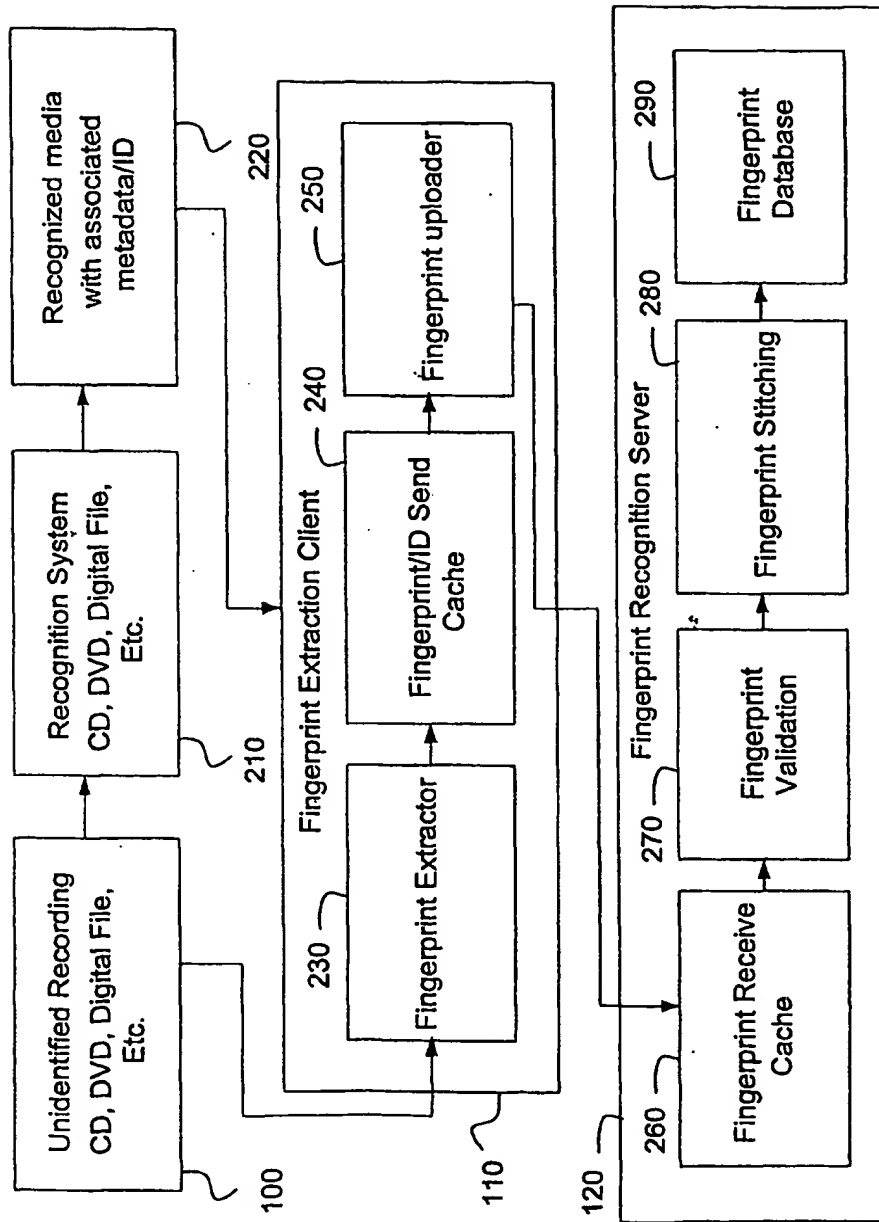 Unidentified Recording
CD, DVD, Digital File,
Etc.
100
Recognition System
CD, DVD, Digital File,
Etc.
210
Recognized media
with associated
metadata/ID
220
Fingerprint Extraction Client
110
Fingerprint Extractor
230
Fingerprint/ID Send
Cache
240
Fingerprint uploader
250
Fingerprint Recognition Server
120
Fingerprint Receive
Cache
260
Fingerprint
Validation
270
Fingerprint Stitching
280
Fingerprint
Database
290